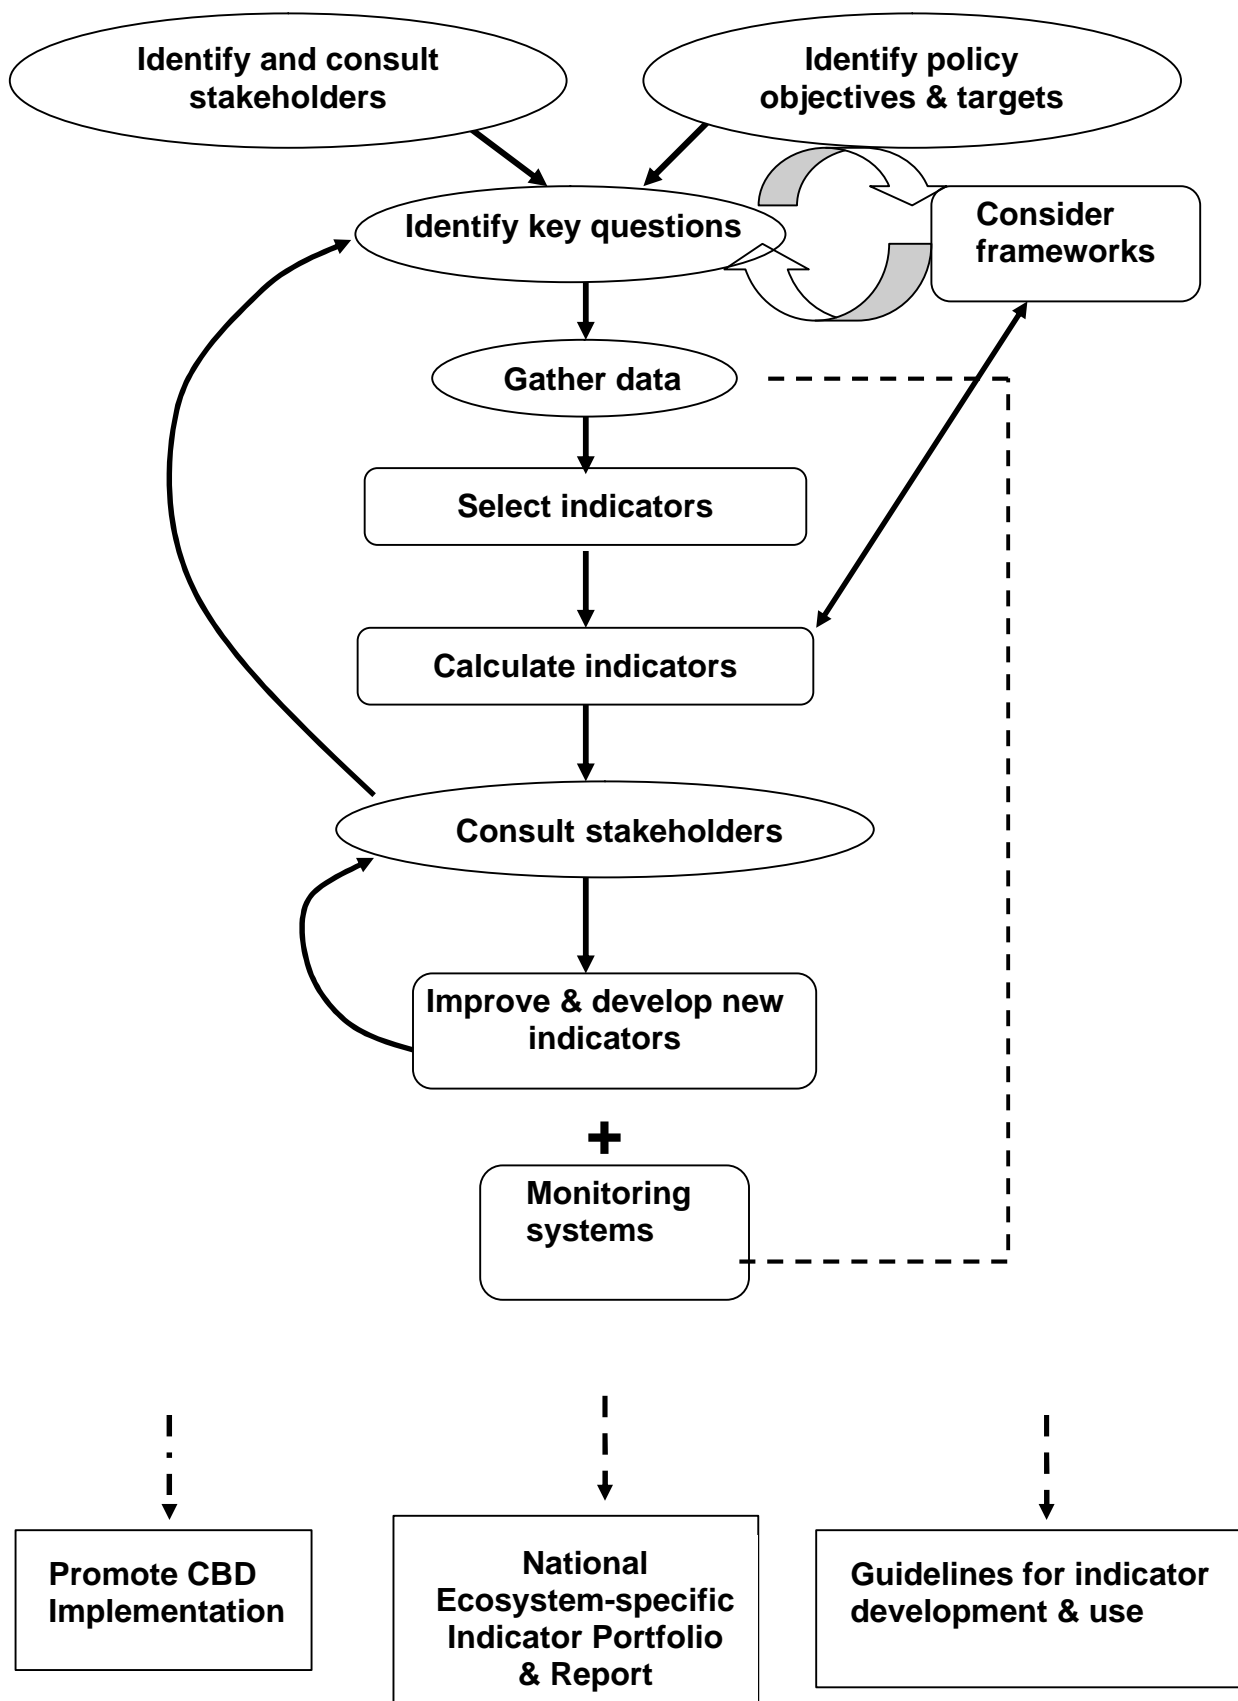 Identify and consult
stakeholders
Identify policy
objectives & targets
Identify key questions
Consider
frameworks
Gather data
Select indicators
Calculate indicators
Consult stakeholders
Improve & develop new
indicators
+
Monitoring
systems
Promote CBD
Implementation
National
Ecosystem-specific
Indicator Portfolio
& Report
Guidelines for indicator
development & use